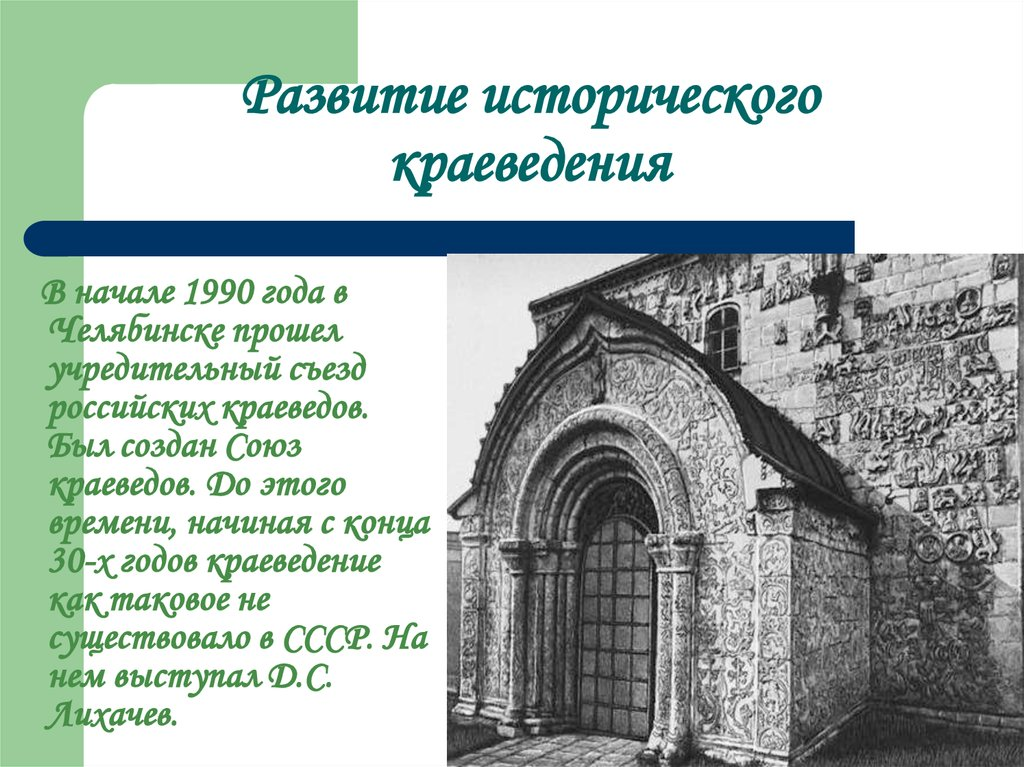 Развитие исторического
краеведения
В начале 1990 года в
Челябинске прошел
учредительный съезд
российских краеведов.
Был создан Союз
краеведов. До этого
времени, начиная с конца
30-х годов краеведение
как таковое не
существовало в СССР. На
нем выступал Д.С.
Лихачев.